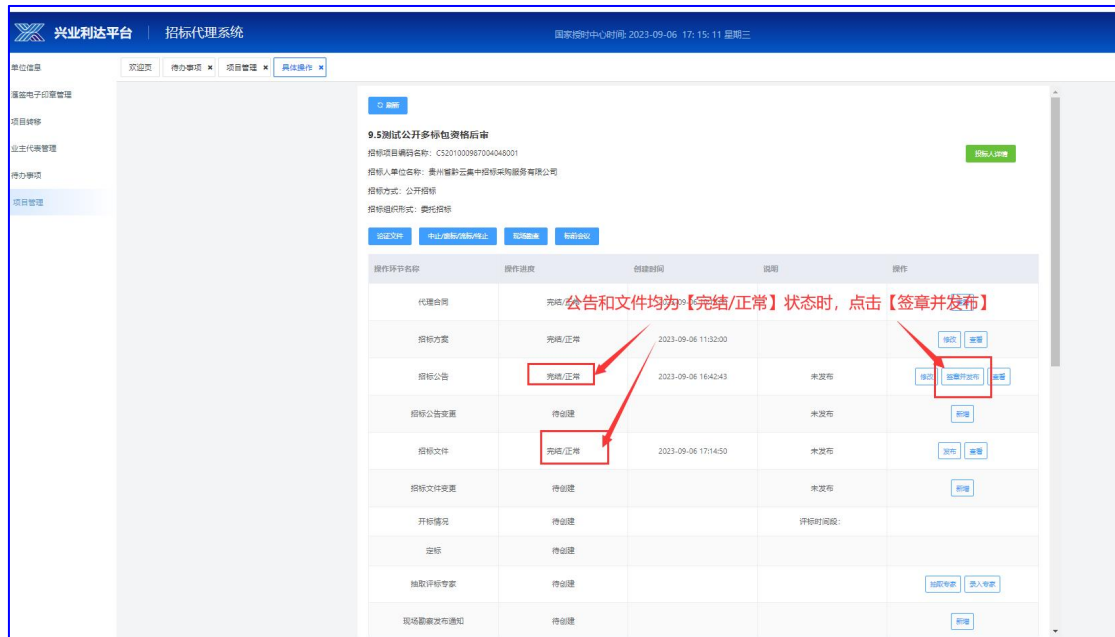 兴业利达平台 | 招标代理系统 国家授时中心时间: 2023-09-06 17:15:11 星期三
单位信息
欢迎页 待办事项 × 项目管理 × 具体操作 ×
项目转移
业主代表管理
待办事项
项目管理
刷新
9.5测试公开多标包资格后审
招标项目编码名称: C5201000987004048001
投标人详情
招标人单位名称: 贵州省黔云集中招标采购服务有限公司
招标方式: 公开招标
招标组织形式: 委托招标
论证文件 中止/废标/流标/终止 现场勘察 标前会议
操作环节名称 操作进度 创建时间 说明 操作
公告和文件均为【完结/正常】状态时，点击【签章并发布】
代理合同 完结/
招标方案 完结/正常 2023-09-06 11:32:00 修改 查看
招标公告 完结/正常 2023-09-06 16:42:43 未发布 修改 签章并发布 查看
招标公告变更 待创建 未发布 新增
招标文件 完结/正常 2023-09-06 17:14:50 未发布 发布 查看
招标文件变更 待创建 未发布 新增
开标情况 待创建 评标时间段:
定标 待创建
抽取评标专家 待创建 抽取专家 录入专家
现场勘察发布通知 待创建 新增